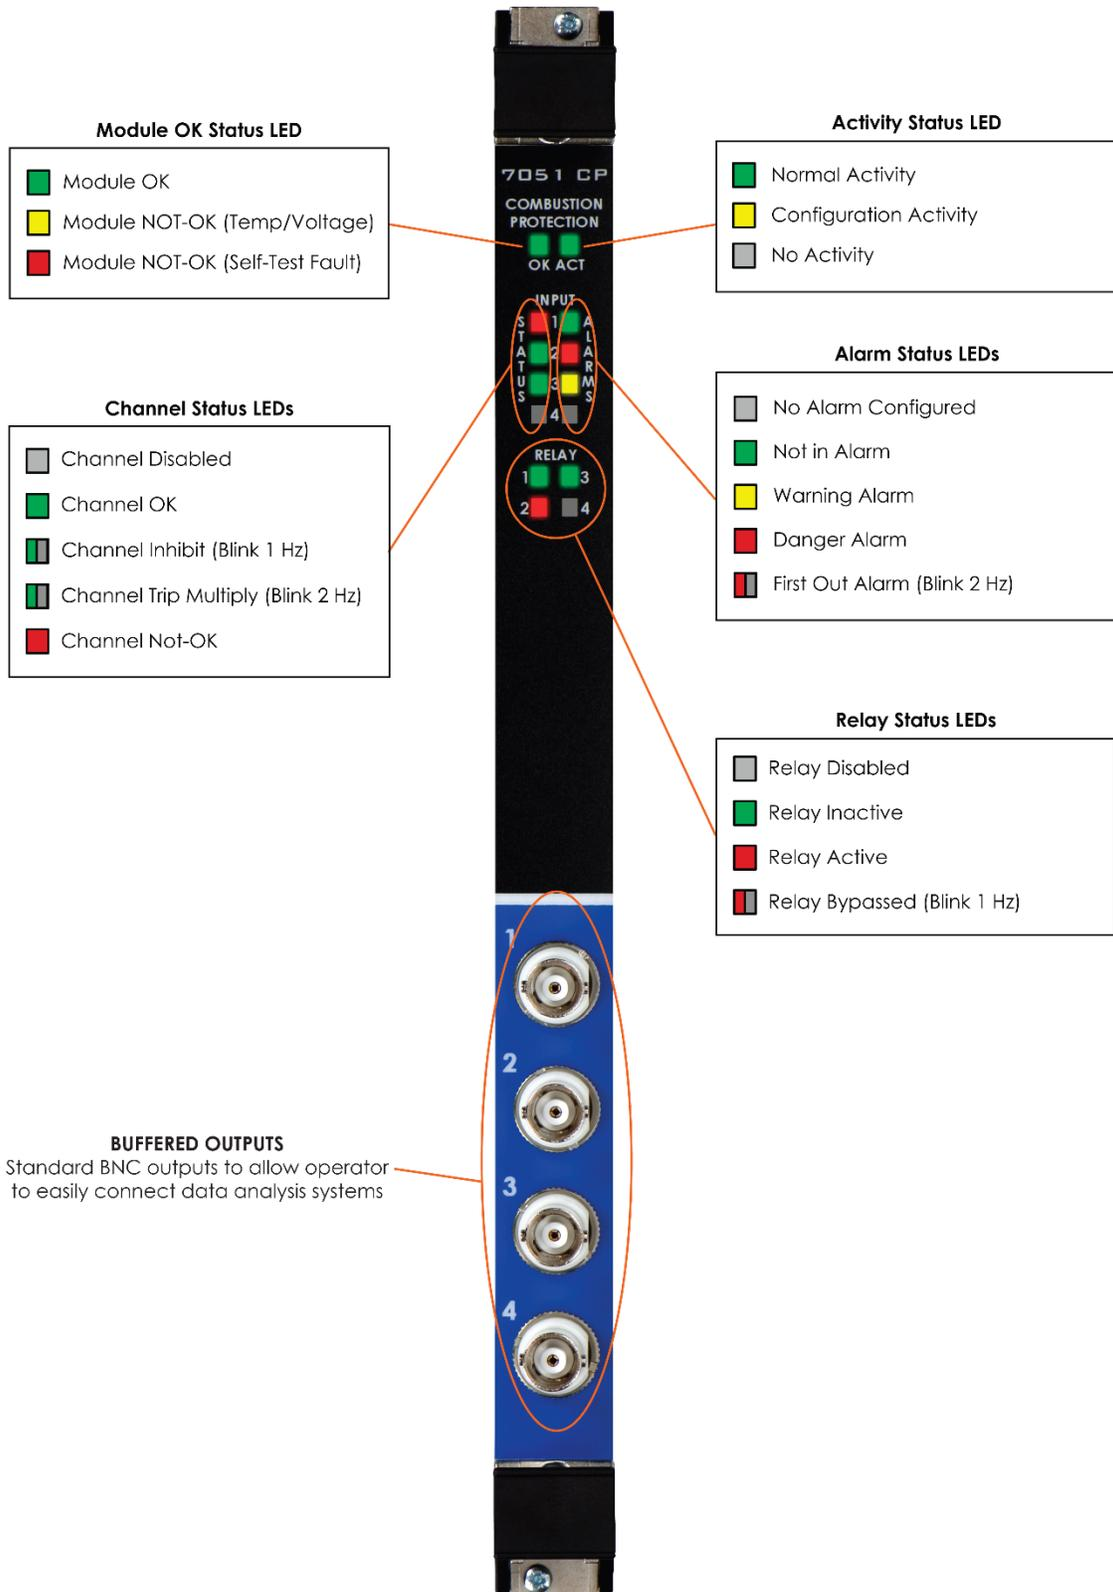 Module OK Status LED
Module OK
Module NOT-OK (Temp/Voltage)
Module NOT-OK (Self-Test Fault)
Activity Status LED
Normal Activity
Configuration Activity
No Activity
7051 CP
COMBUSTION
PROTECTION
OK ACT
INPUT
STATUS
1
2
3
4
ALARMS
RELAY
1 3
2 4
Channel Status LEDs
Channel Disabled
Channel OK
Channel Inhibit (Blink 1 Hz)
Channel Trip Multiply (Blink 2 Hz)
Channel Not-OK
Alarm Status LEDs
No Alarm Configured
Not in Alarm
Warning Alarm
Danger Alarm
First Out Alarm (Blink 2 Hz)
Relay Status LEDs
Relay Disabled
Relay Inactive
Relay Active
Relay Bypassed (Blink 1 Hz)
1
2
3
4
BUFFERED OUTPUTS
Standard BNC outputs to allow operator
to easily connect data analysis systems